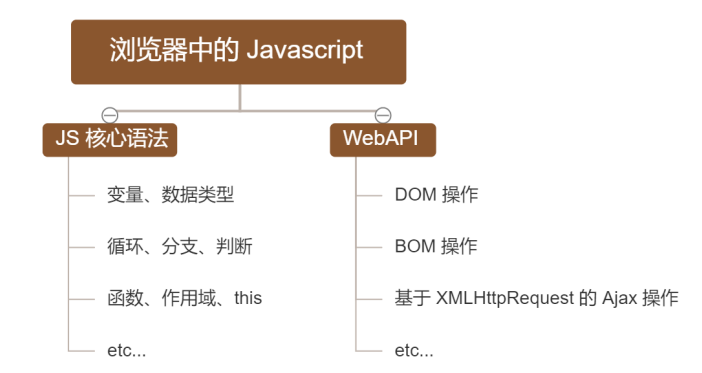 浏览器中的 Javascript
JS 核心语法
变量、数据类型
循环、分支、判断
函数、作用域、this
etc...
WebAPI
DOM 操作
BOM 操作
基于 XMLHttpRequest 的 Ajax 操作
etc...